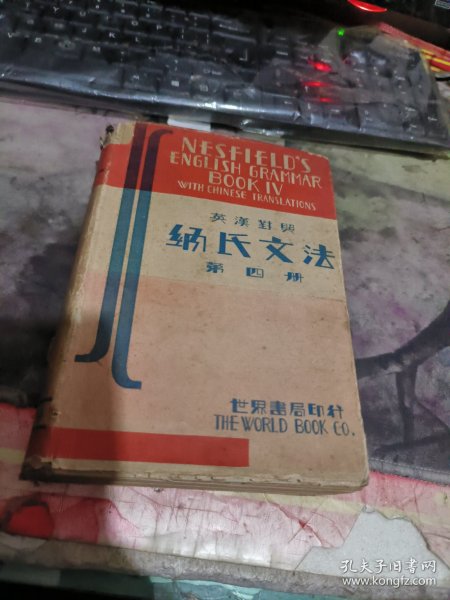 NESFIELD'S
ENGLISH GRAMMAR
BOOK IV
WITH CHINESE TRANSLATIONS
英漢對照
納氏文法
第四册
世界書局印行
THE WORLD BOOK CO.
孔夫子旧书网
www.kongfz.com